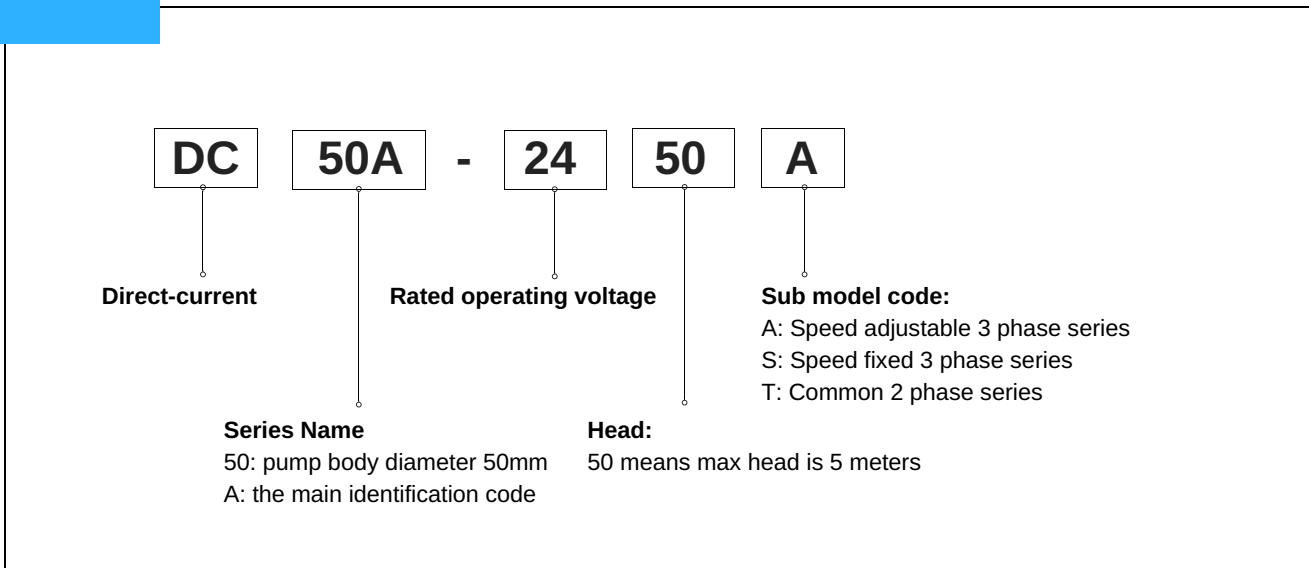 DC 50A - 24 50 A
Direct-current
Rated operating voltage
Sub model code:
A: Speed adjustable 3 phase series
S: Speed fixed 3 phase series
T: Common 2 phase series
Series Name
50: pump body diameter 50mm
A: the main identification code
Head:
50 means max head is 5 meters